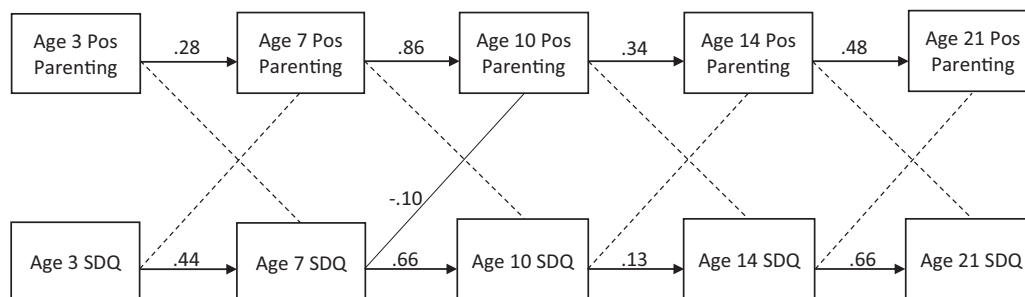 Age 3 Pos
Parenting
.28
Age 7 Pos
Parenting
.86
Age 10 Pos
Parenting
.34
Age 14 Pos
Parenting
.48
Age 21 Pos
Parenting
-.10
Age 3 SDQ
.44
Age 7 SDQ
.66
Age 10 SDQ
.13
Age 14 SDQ
.66
Age 21 SDQ